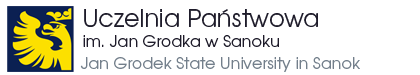 Uczelnia Państwowa
im. Jan Grodka w Sanoku
Jan Grodek State University in Sanok